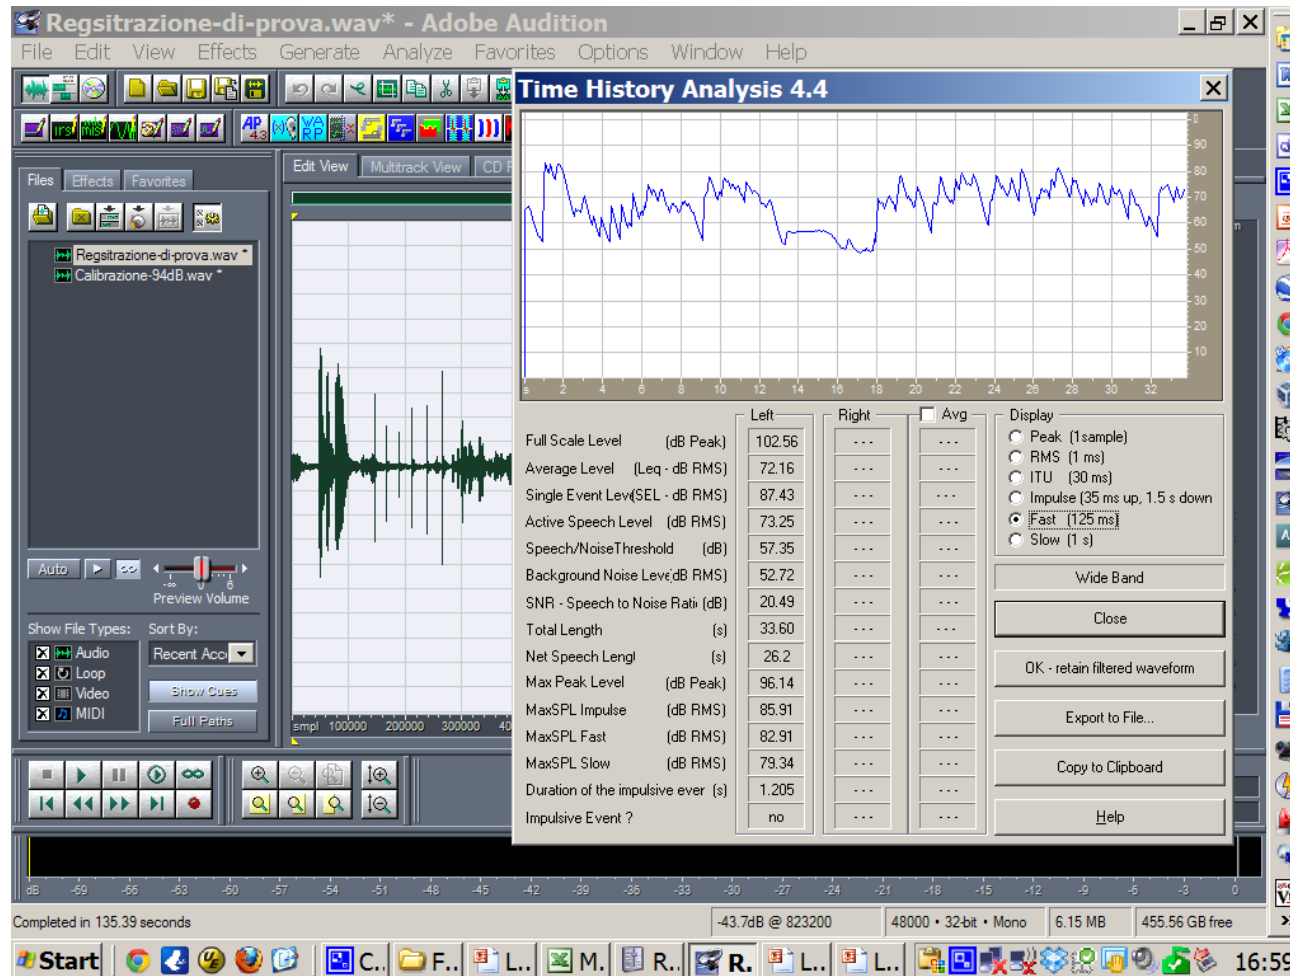 Regsitrazione-di-prova.wav* - Adobe Audition
File Edit View Effects Generate Analyze Favorites Options Window Help
Time History Analysis 4.4
Edit View Multitrack View CD P
Files Effects Favorites
Regsitrazione-di-prova.wav *
Calibrazione-94dB.wav *
90
80
70
60
50
40
30
20
10
s 2 4 6 8 10 12 14 16 18 20 22 24 26 28 30 32
Left Right Avg Display
Full Scale Level (dB Peak) 102.56 --- ---
Average Level (Leq - dB RMS) 72.16 --- ---
Single Event Leve(SEL - dB RMS) 87.43 --- ---
Active Speech Level (dB RMS) 73.25 --- ---
Speech/NoiseThreshold (dB) 57.35 --- ---
Background Noise Leve(dB RMS) 52.72 --- ---
SNR - Speech to Noise Rati (dB) 20.49 --- ---
Total Length (s) 33.60 --- ---
Net Speech Lengt (s) 26.2 --- ---
Max Peak Level (dB Peak) 96.14 --- ---
MaxSPL Impulse (dB RMS) 85.91 --- ---
MaxSPL Fast (dB RMS) 82.91 --- ---
MaxSPL Slow (dB RMS) 79.34 --- ---
Duration of the impulsive ever (s) 1.205 --- ---
Impulsive Event ? no --- ---
Peak (1sample)
RMS (1 ms)
ITU (30 ms)
Impulse (35 ms up, 1.5 s down
Fast (125 ms)
Slow (1 s)
Wide Band
Close
OK - retain filtered waveform
Export to File...
Copy to Clipboard
Help
Auto
-∞ 0 6
Preview Volume
Show File Types: Sort By:
Audio
Loop
Video
MIDI
Recent Acc
Show Cues
Full Paths
smpl 100000 200000 300000 40
dB -69 -66 -63 -60 -57 -54 -51 -48 -45 -42 -39 -36 -33 -30 -27 -24 -21 -18 -15 -12 -9 -6 -3 0
Completed in 135.39 seconds -43.7dB @ 823200 48000 • 32-bit • Mono 6.15 MB 455.56 GB free
Start C.. F.. L.. M. R.. R. L.. L.. 16:59